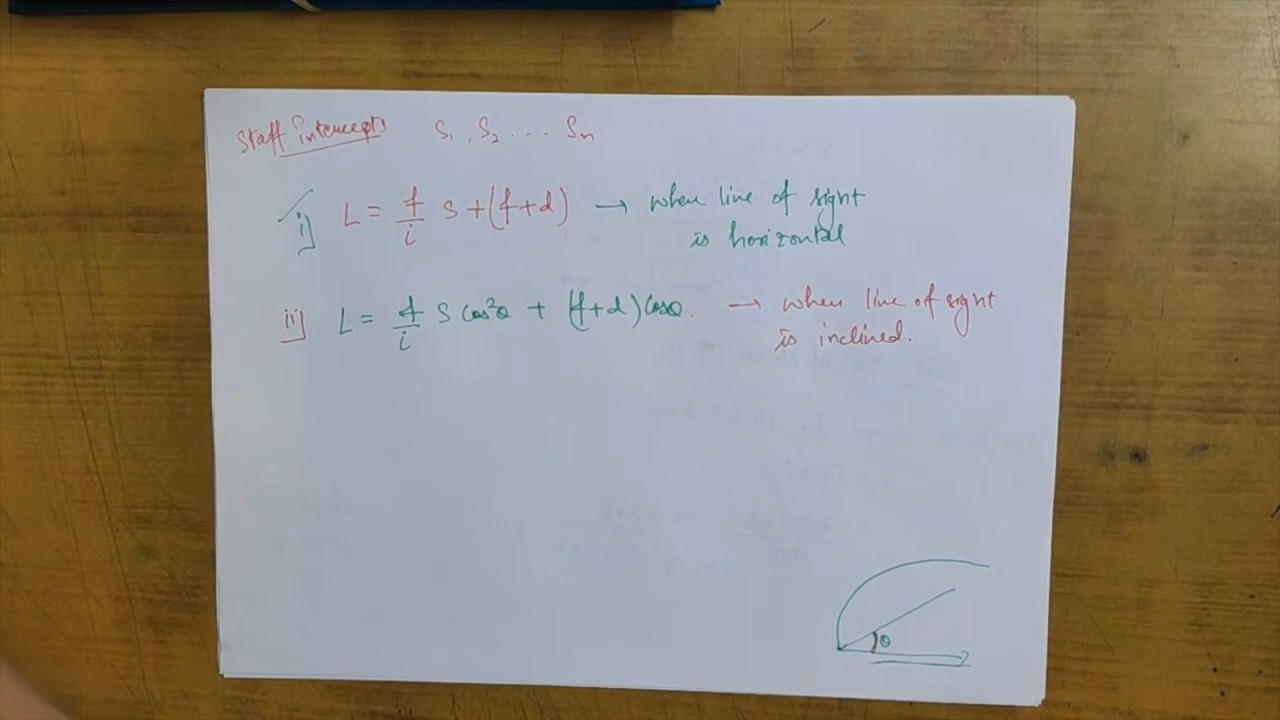 Staff intercepts S₁, S₂ ... Sn
i] L = f/i S + (f+d) → when line of sight
is horizontal
ii] L = f/i S Cos²θ + (f+d) Cosθ. → when line of sight
is inclined.
θ